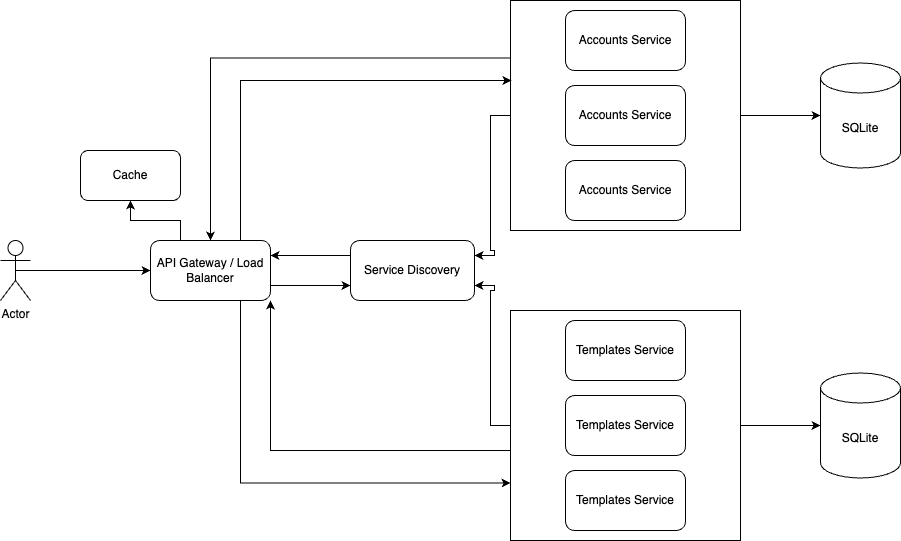 Accounts Service
Accounts Service
SQLite
Accounts Service
Cache
API Gateway / Load
Balancer
Service Discovery
Actor
Templates Service
Templates Service
SQLite
Templates Service